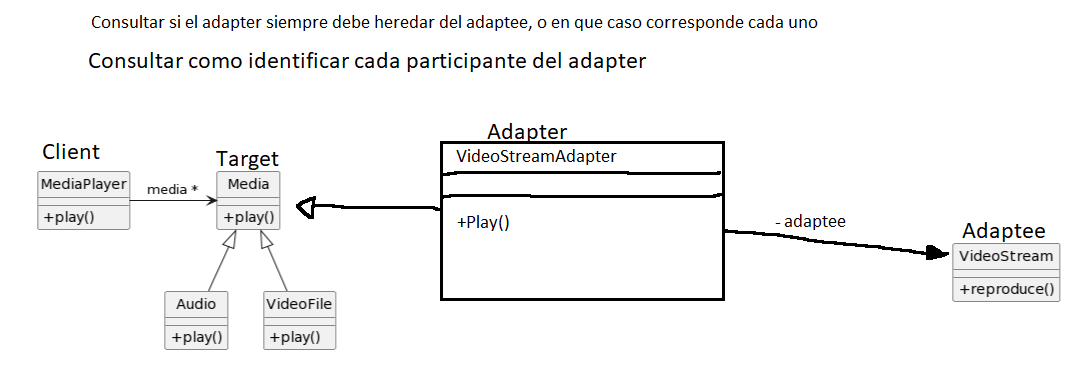 Consultar si el adapter siempre debe heredar del adaptee, o en que caso corresponde cada uno
Consultar como identificar cada participante del adapter
Client
MediaPlayer
+play()
media *
Target
Media
+play()
Audio
+play()
VideoFile
+play()
Adapter
VideoStreamAdapter
+Play()
- adaptee
Adaptee
VideoStream
+reproduce()